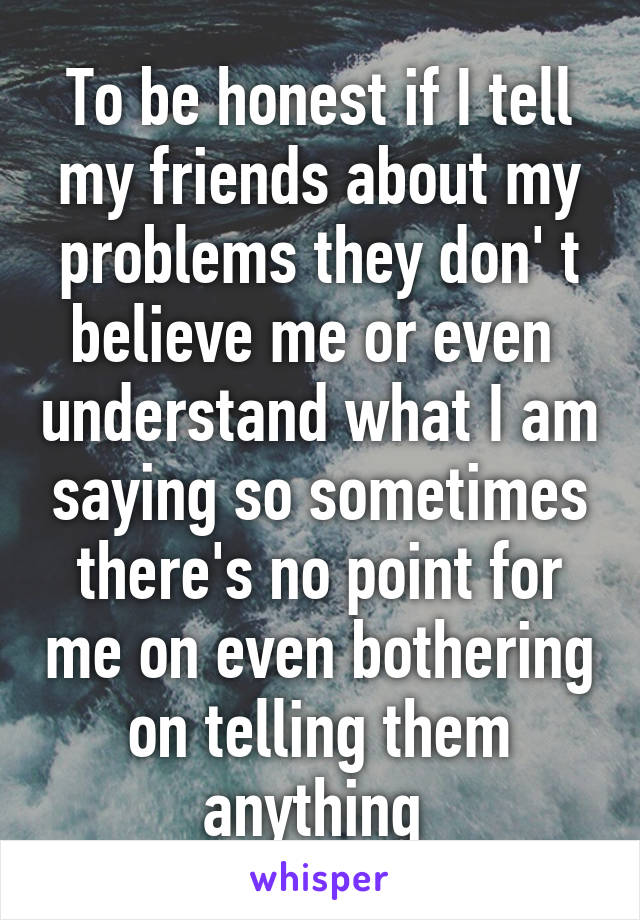 To be honest if I tell
my friends about my
problems they don' t
believe me or even
understand what I am
saying so sometimes
there's no point for
me on even bothering
on telling them
anything
whisper